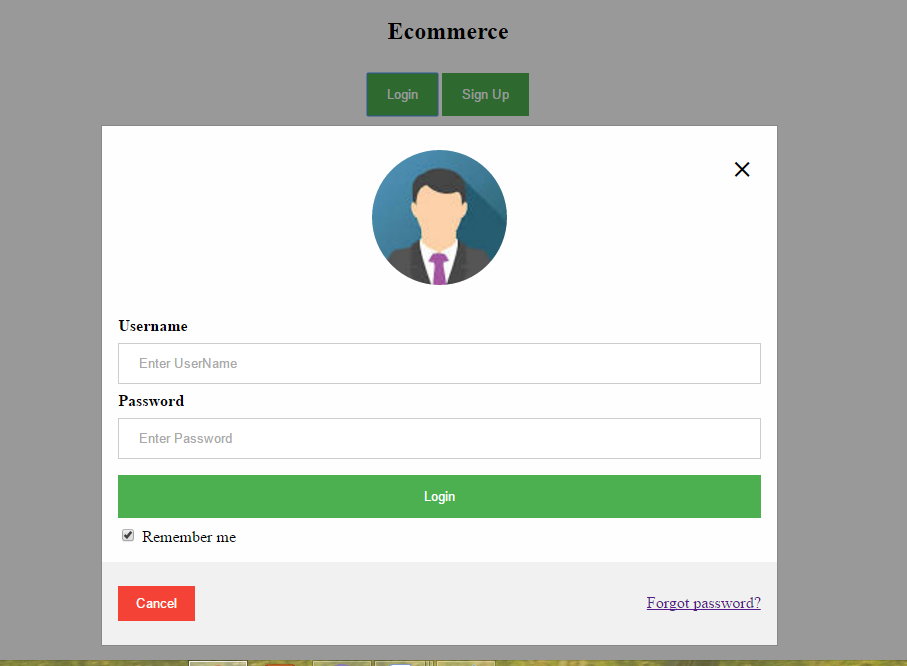 Ecommerce
Login Sign Up
Username
Enter UserName
Password
Enter Password
Login
Remember me
Cancel Forgot password?